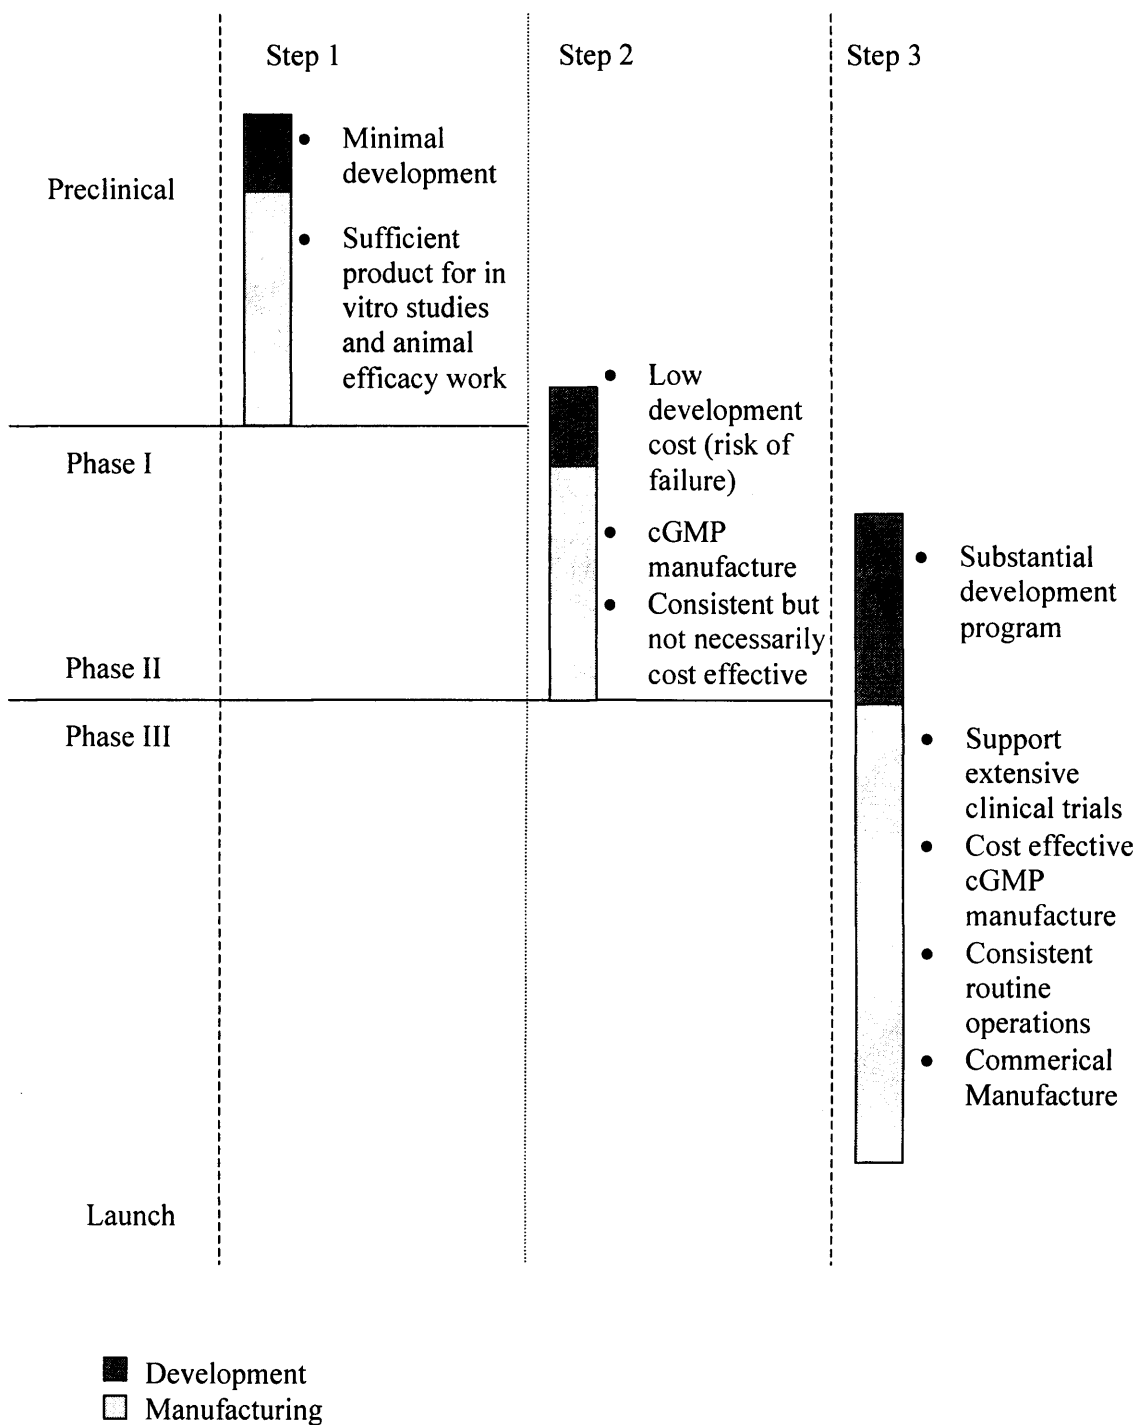 Step 1
Step 2
Step 3
Preclinical
• Minimal
development
• Sufficient
product for in
vitro studies
and animal
efficacy work
Phase I
Phase II
• Low
development
cost (risk of
failure)
• cGMP
manufacture
• Consistent but
not necessarily
cost effective
Phase III
• Substantial
development
program
• Support
extensive
clinical trials
• Cost effective
cGMP
manufacture
• Consistent
routine
operations
• Commerical
Manufacture
Launch
Development
Manufacturing